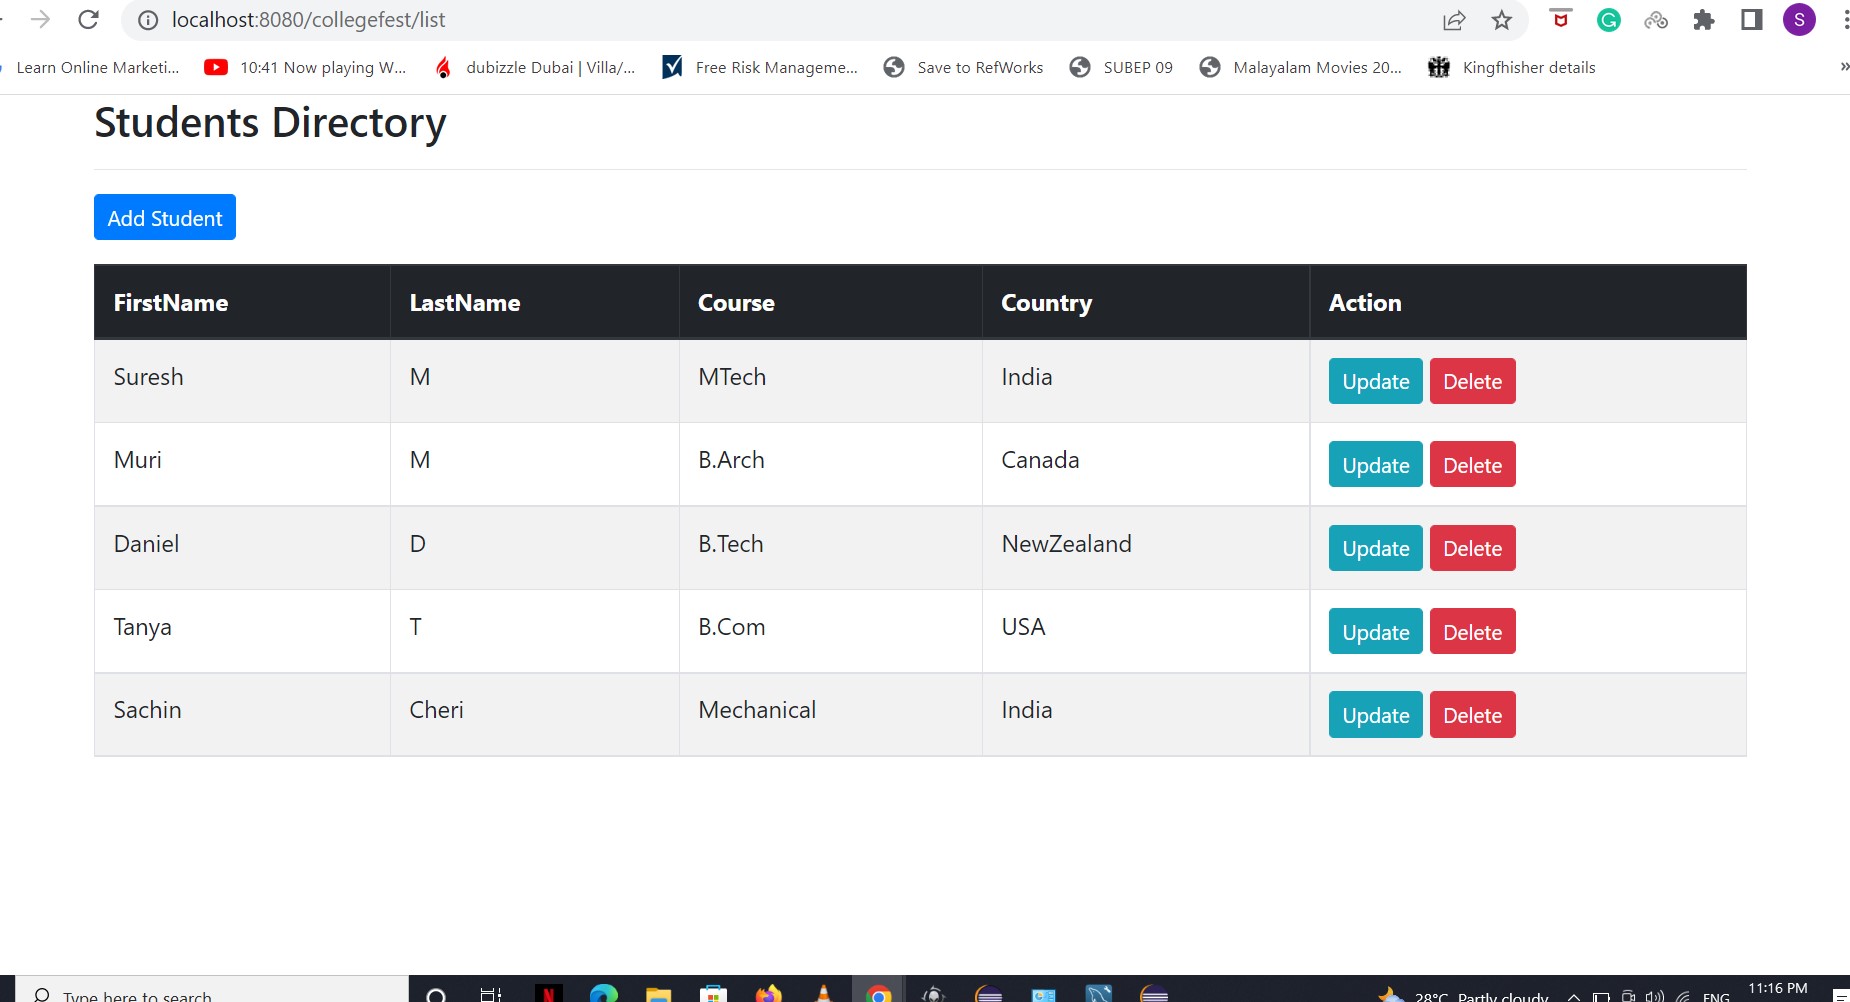 localhost:8080/collegefest/list
S
Learn Online Marketi... 10:41 Now playing W... dubizzle Dubai | Villa/... Free Risk Manageme... Save to RefWorks SUBEP 09 Malayalam Movies 20... Kingfhisher details »
Students Directory
Add Student
FirstName LastName Course Country Action
Suresh M MTech India Update Delete
Muri M B.Arch Canada Update Delete
Daniel D B.Tech NewZealand Update Delete
Tanya T B.Com USA Update Delete
Sachin Cheri Mechanical India Update Delete
Type here to search 28°C Partly cloudy ENG 11:16 PM